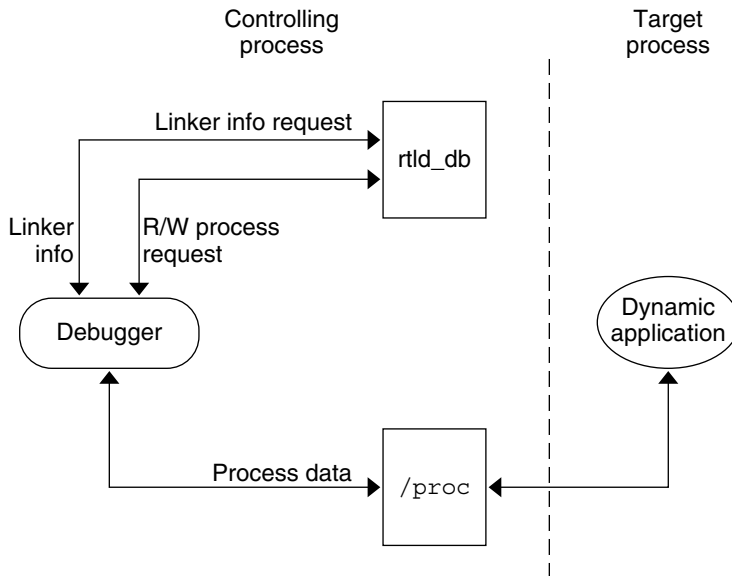 Controlling
process
Target
process
Linker info request
rtld_db
Linker
info
R/W process
request
Debugger
Dynamic
application
Process data
/proc